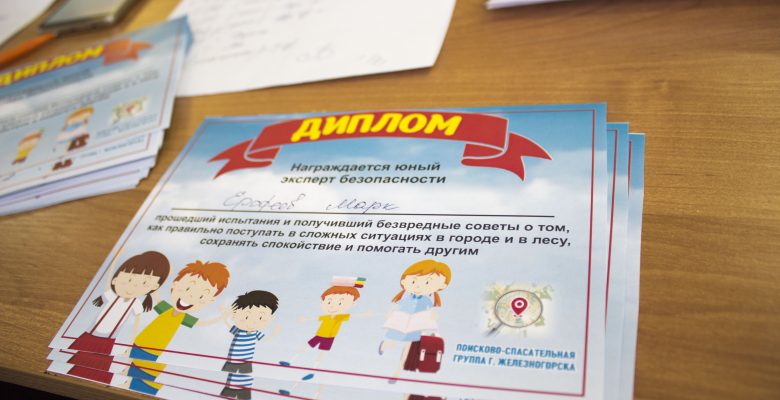 ДИПЛОМ
ДИПЛОМ
Награждается юный
эксперт безопасности
Ерофеев Марк
прошедший испытания и получивший безвредные советы о том,
как правильно поступать в сложных ситуациях в городе и в лесу,
сохранять спокойствие и помогать другим
ПОИСКОВО-СПАСАТЕЛЬНАЯ
ГРУППА Г. ЖЕЛЕЗНОГОРСКА